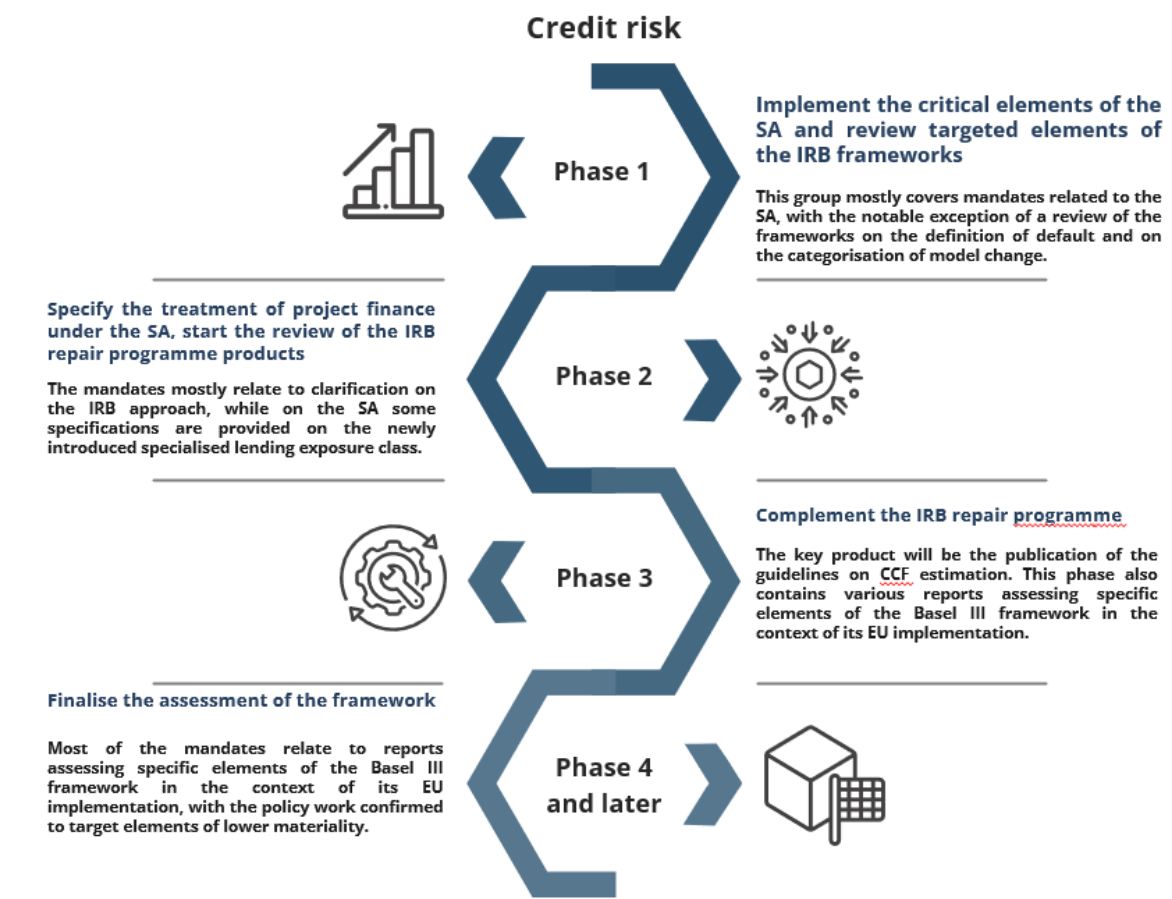 Credit risk
Phase 1
Implement the critical elements of the
SA and review targeted elements of
the IRB frameworks
This group mostly covers mandates related to the
SA, with the notable exception of a review of the
frameworks on the definition of default and on
the categorisation of model change.
Specify the treatment of project finance
under the SA, start the review of the IRB
repair programme products
The mandates mostly relate to clarification on
the IRB approach, while on the SA some
specifications are provided on the newly
introduced specialised lending exposure class.
Phase 2
Phase 3
Complement the IRB repair programme
The key product will be the publication of the
guidelines on CCF estimation. This phase also
contains various reports assessing specific
elements of the Basel III framework in the
context of its EU implementation.
Finalise the assessment of the framework
Most of the mandates relate to reports
assessing specific elements of the Basel III
framework in the context of its EU
implementation, with the policy work confirmed
to target elements of lower materiality.
Phase 4
and later